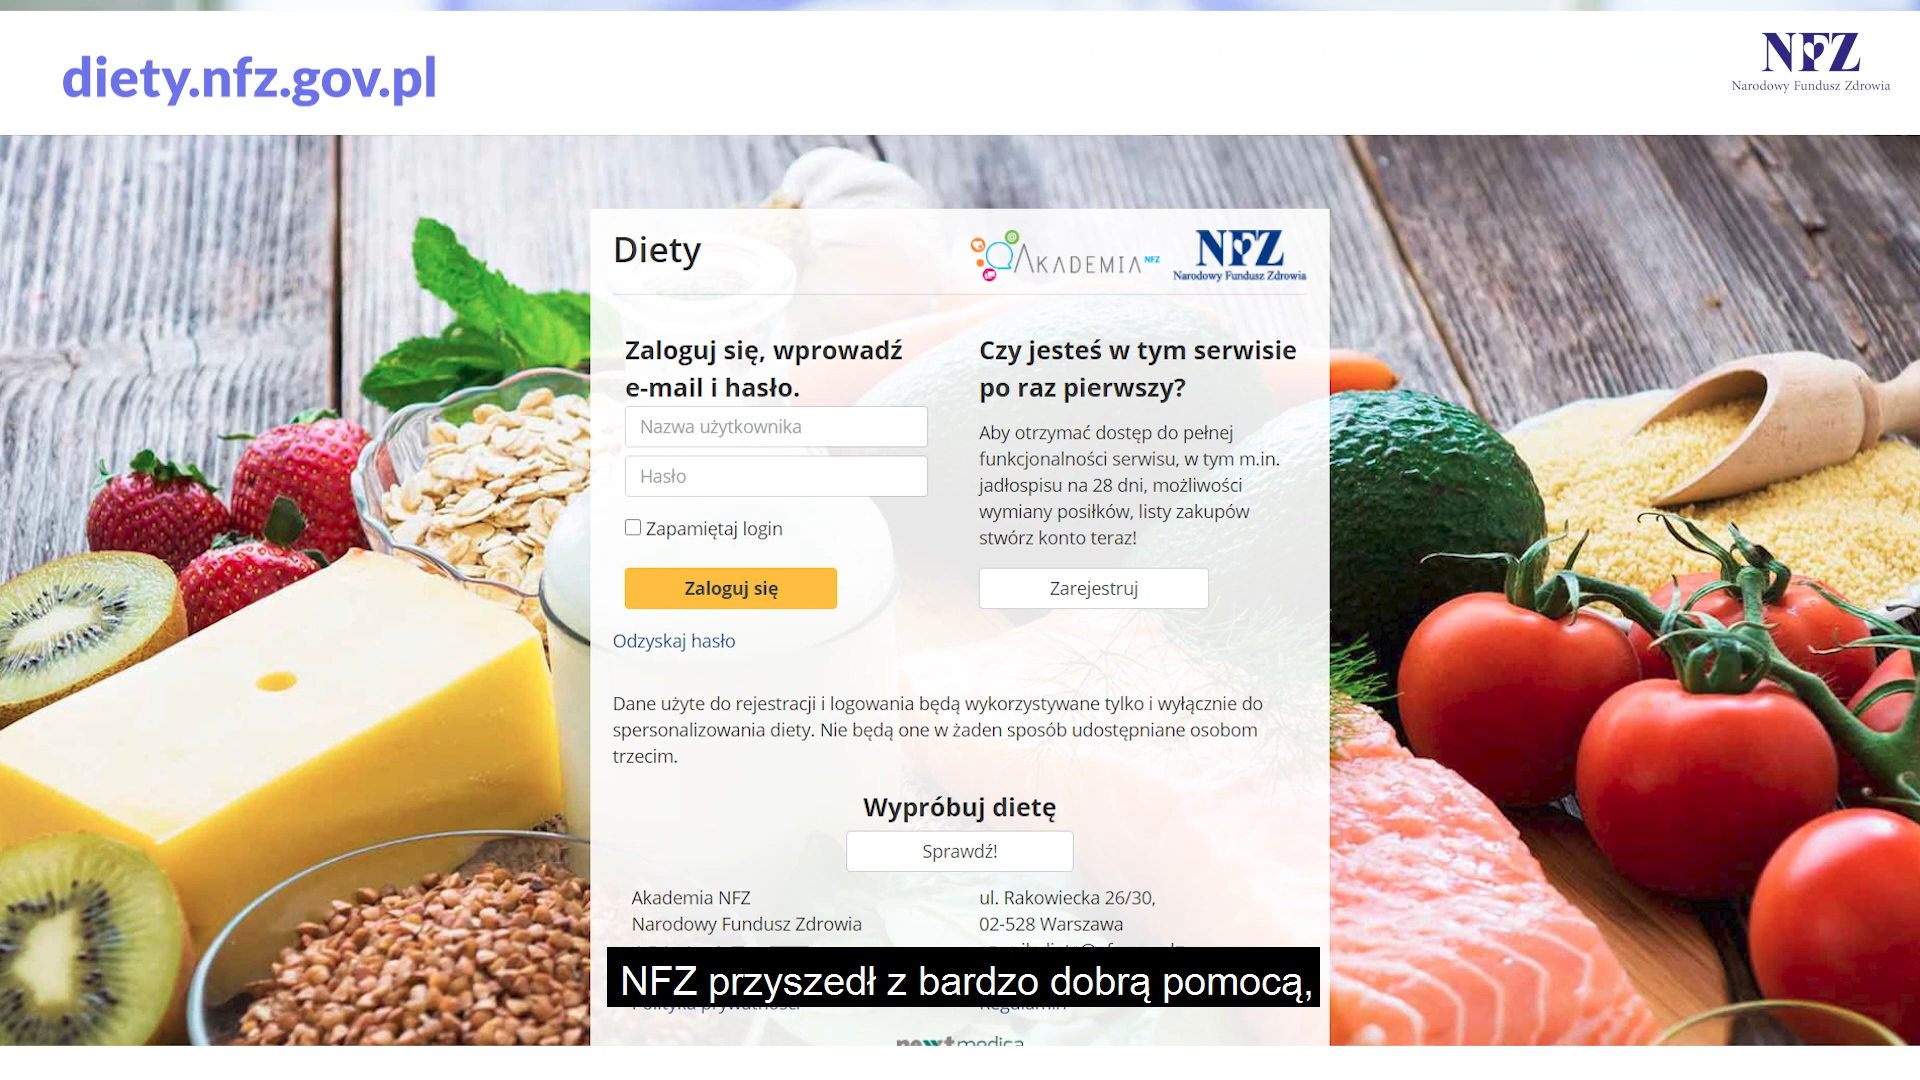 diety.nfz.gov.pl
NFZ
Narodowy Fundusz Zdrowia
Diety
AKADEMIA NFZ
NFZ
Narodowy Fundusz Zdrowia
Zaloguj się, wprowadź
e-mail i hasło.
Nazwa użytkownika
Hasło
Zapamiętaj login
Zaloguj się
Odzyskaj hasło
Czy jesteś w tym serwisie
po raz pierwszy?
Aby otrzymać dostęp do pełnej
funkcjonalności serwisu, w tym m.in.
jadłospisu na 28 dni, możliwości
wymiany posiłków, listy zakupów
stwórz konto teraz!
Zarejestruj
Dane użyte do rejestracji i logowania będą wykorzystywane tylko i wyłącznie do
spersonalizowania diety. Nie będą one w żaden sposób udostępniane osobom
trzecim.
Wypróbuj dietę
Sprawdź!
Akademia NFZ
Narodowy Fundusz Zdrowia
ul. Rakowiecka 26/30,
02-528 Warszawa
NFZ przyszedł z bardzo dobrą pomocą,